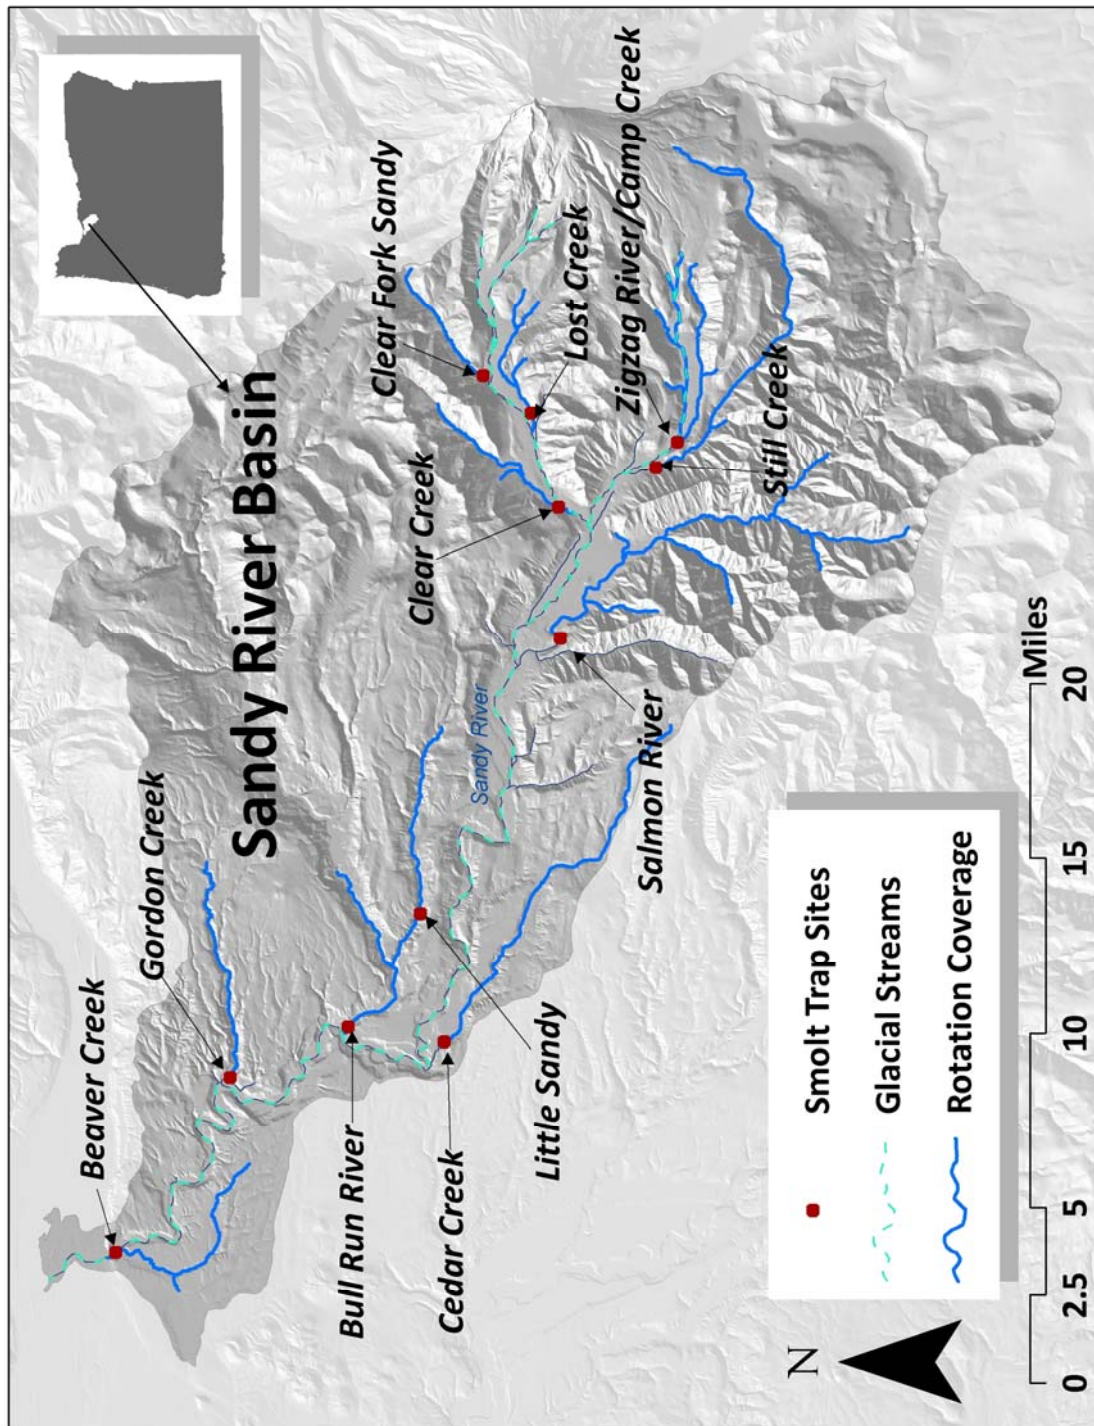 Sandy River Basin
Beaver Creek
Gordon Creek
Bull Run River
Cedar Creek
Little Sandy
Sandy River
Salmon River
Clear Creek
Clear Fork Sandy
Lost Creek
Zigzag River/Camp Creek
Still Creek
N
Smolt Trap Sites
Glacial Streams
Rotation Coverage
0 2.5 5 10 15 20
Miles